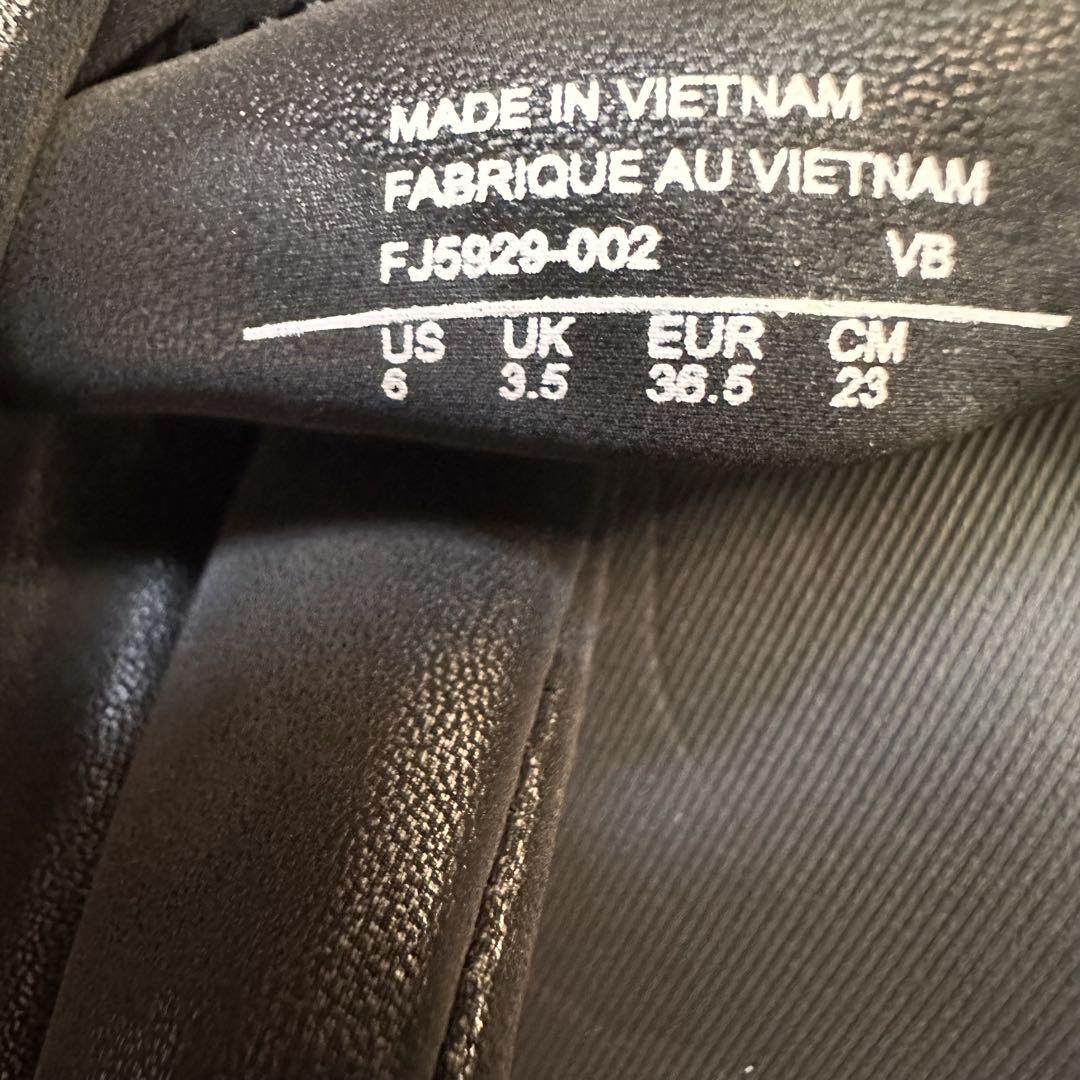 MADE IN VIETNAM
FABRIQUE AU VIETNAM
FJ5929-002 VB
US UK EUR CM
6 3.5 36.5 23